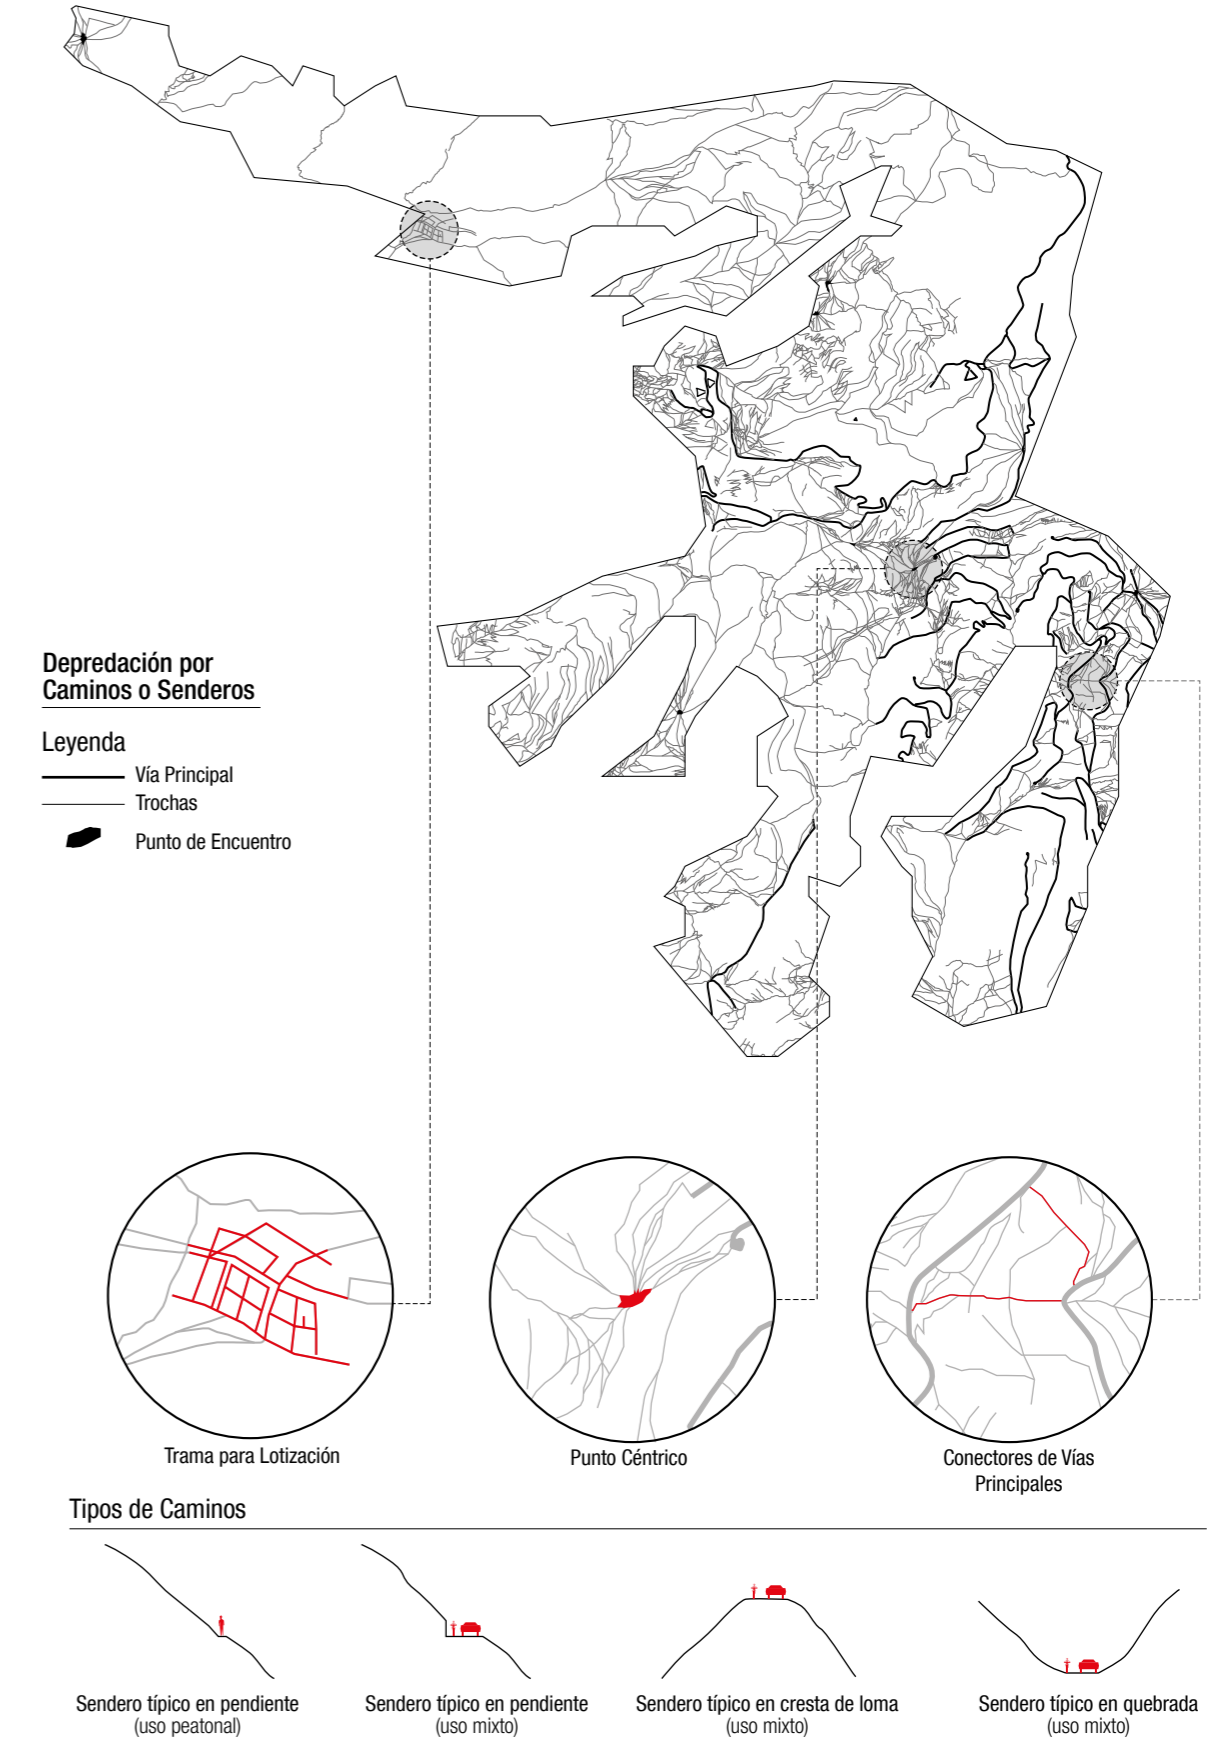 Depredación por
Caminos o Senderos
Leyenda
Vía Principal
Trochas
Punto de Encuentro
Trama para Lotización
Punto Céntrico
Conectores de Vías
Principales
Tipos de Caminos
Sendero típico en pendiente
(uso peatonal)
Sendero típico en pendiente
(uso mixto)
Sendero típico en cresta de loma
(uso mixto)
Sendero típico en quebrada
(uso mixto)